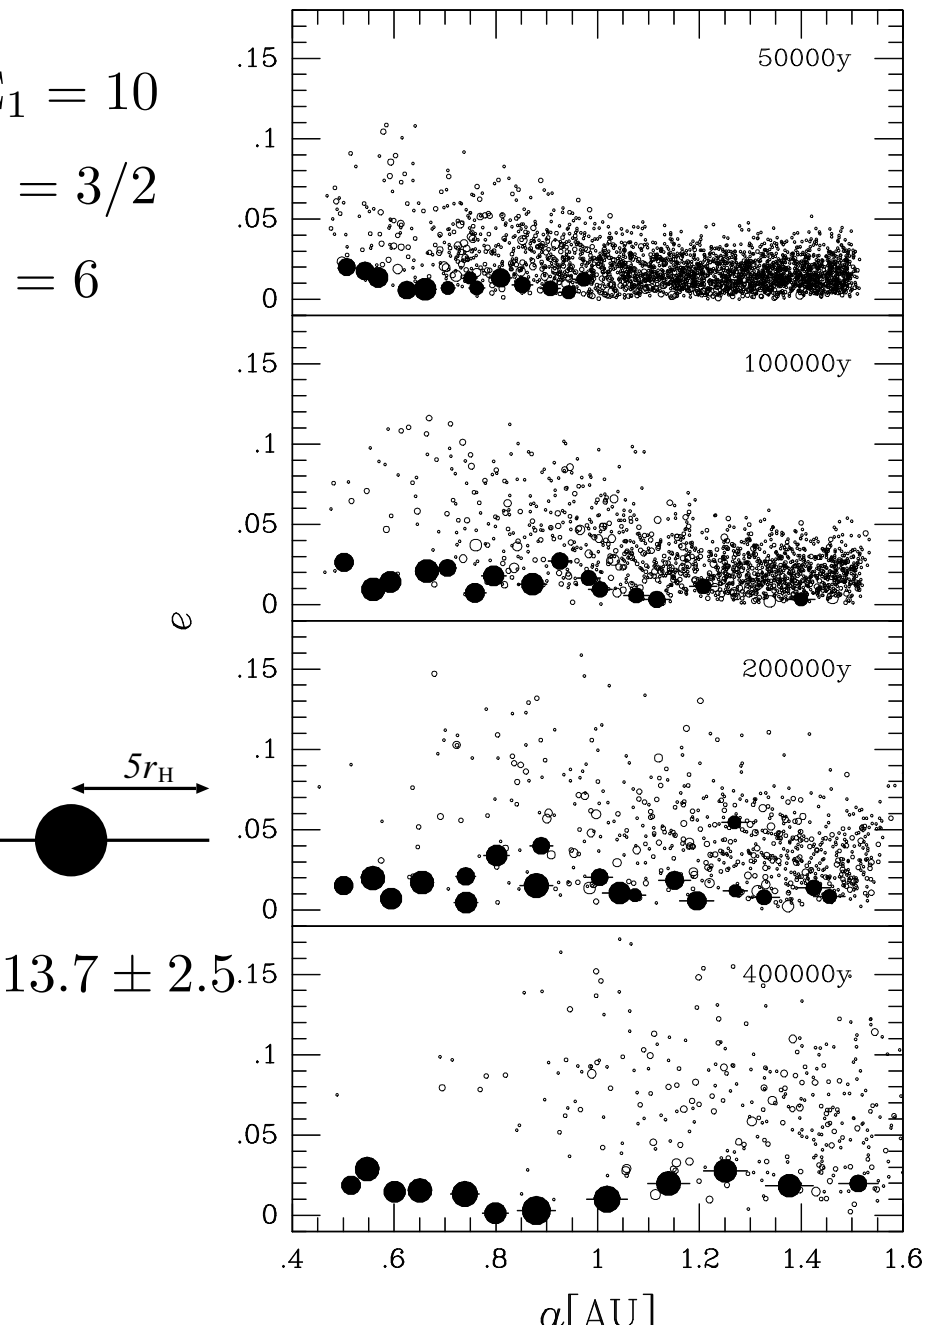 ₁ = 10
= 3/2
= 6
5r_H
13.7 ± 2.5
e
.15
50000y
.1
.05
0
.15
100000y
.1
.05
0
.15
200000y
.1
.05
0
.15
400000y
.1
.05
0
.4 .6 .8 1 1.2 1.4 1.6
a[AU]